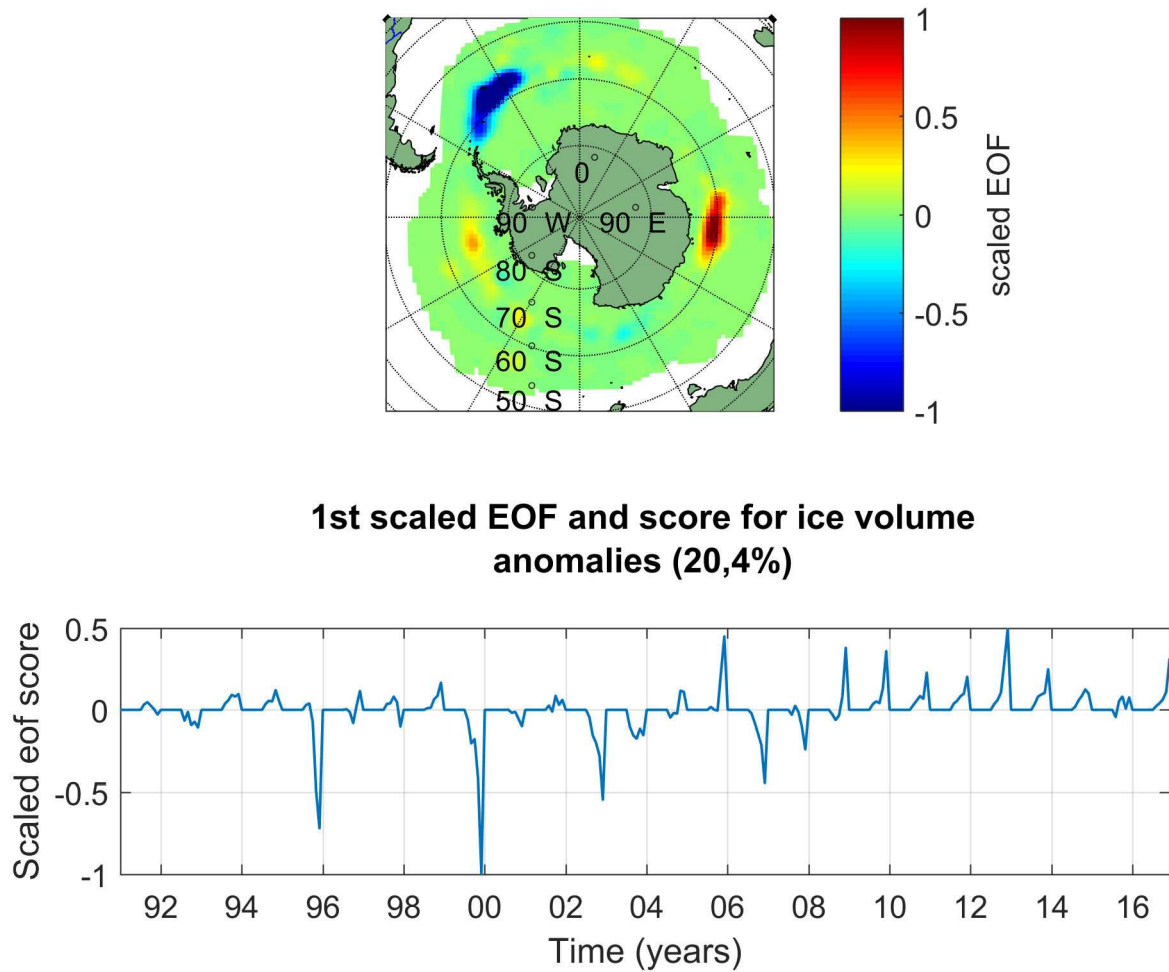 0
90 W 90 E
80 S
70 S
60 S
50 S
1
0.5
0
-0.5
-1
scaled EOF
1st scaled EOF and score for ice volume
anomalies (20,4%)
Scaled eof score
0.5
0
-0.5
-1
92 94 96 98 00 02 04 06 08 10 12 14 16
Time (years)